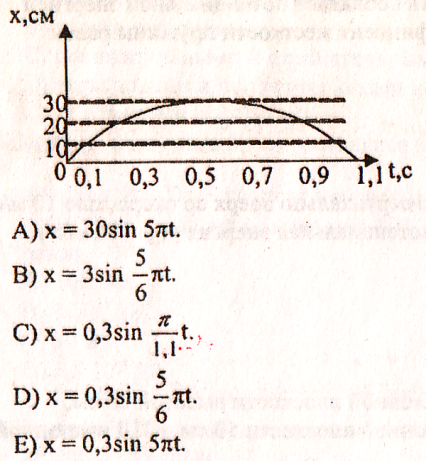 x,см
30
20
10
0
0,1 0,3 0,5 0,7 0,9 1,1 t,c
A) x = 30sin 5πt.
B) x = 3sin 5/6 πt.
C) x = 0,3sin π/1,1 t.
D) x = 0,3sin 5/6 πt.
E) x = 0,3sin 5πt.